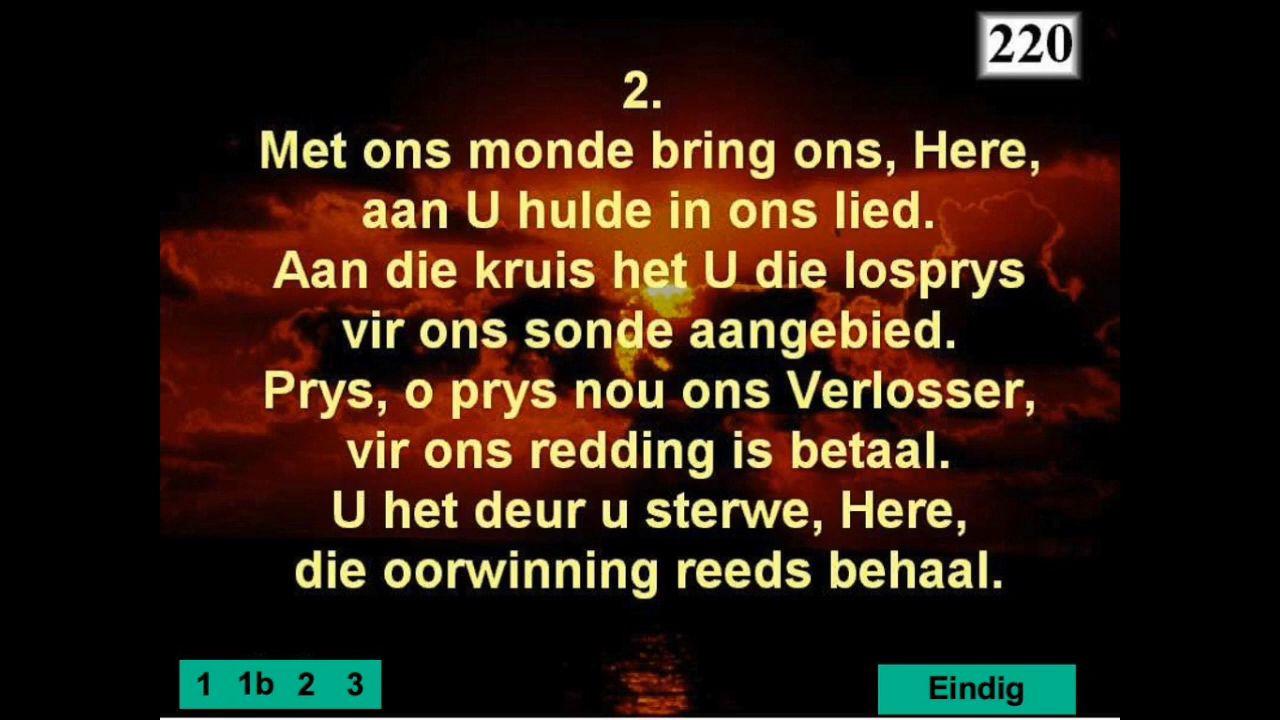 220
2.
Met ons monde bring ons, Here,
aan U hulde in ons lied.
Aan die kruis het U die losprys
vir ons sonde aangebied.
Prys, o prys nou ons Verlosser,
vir ons redding is betaal.
U het deur u sterwe, Here,
die oorwinning reeds behaal.
1 1b 2 3
Eindig